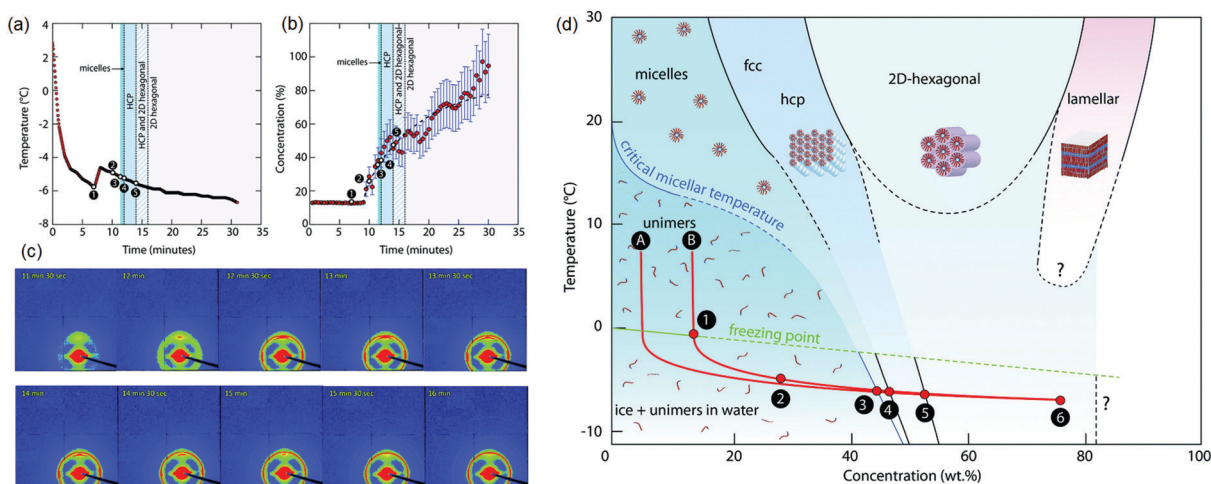 (a)
4
2
0
-2
-4
-6
-8
Temperature (°C)
0 5 10 15 20 25 30 35
Time (minutes)
micelles
HCP
HCP and 2D hexagonal
2D hexagonal
1
2
3
4
5
(b)
120
100
80
60
40
20
0
Concentration (%)
0 5 10 15 20 25 30 35
Time (minutes)
micelles
HCP
HCP and 2D hexagonal
2D hexagonal
1
2
3
4
5
(c)
11 min 30 sec
12 min
12 min 30 sec
13 min
13 min 30 sec
14 min
14 min 30 sec
15 min
15 min 30 sec
16 min
(d)
30
20
10
0
-10
Temperature (°C)
0 20 40 60 80 100
Concentration (wt.%)
micelles
fcc
hcp
2D-hexagonal
lamellar
critical micellar temperature
unimers
A
B
1
freezing point
?
2
3
4
5
6
?
ice + unimers in water